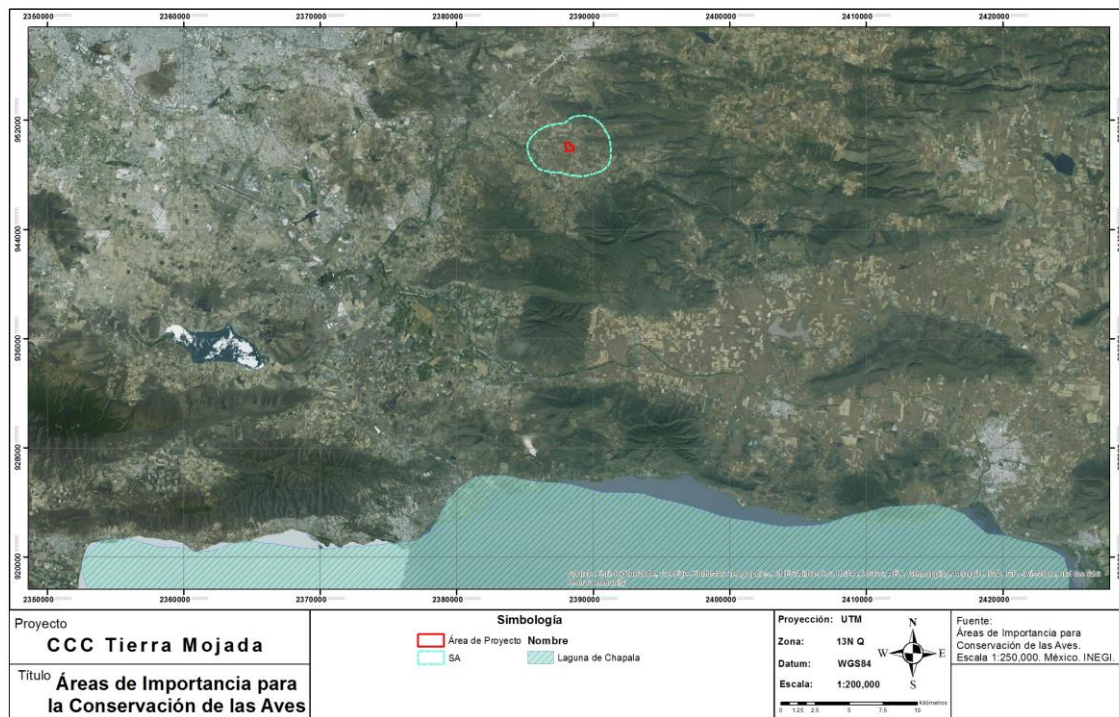 2350000 2360000 2370000 2380000 2390000 2400000 2410000 2420000
952000
944000
936000
928000
920000
2350000 2360000 2370000 2380000 2390000 2400000 2410000 2420000
Proyecto
CCC Tierra Mojada
Título Áreas de Importancia para
la Conservación de las Aves
Simbología
Área de Proyecto
SA
Nombre
Laguna de Chapala
Proyección: UTM
Zona: 13N Q
Datum: WGS84
Escala: 1:200,000
N
W E
S
Kilómetros
0 1.25 2.5 5 7.5 10
Fuente:
Áreas de Importancia para
Conservación de las Aves.
Escala 1:250,000. México. INEGI.